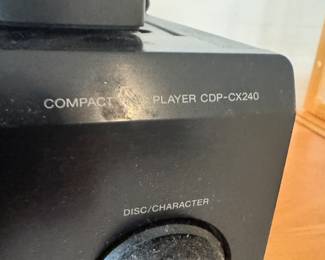 COMPACT PLAYER CDP-CX240
DISC/CHARACTER